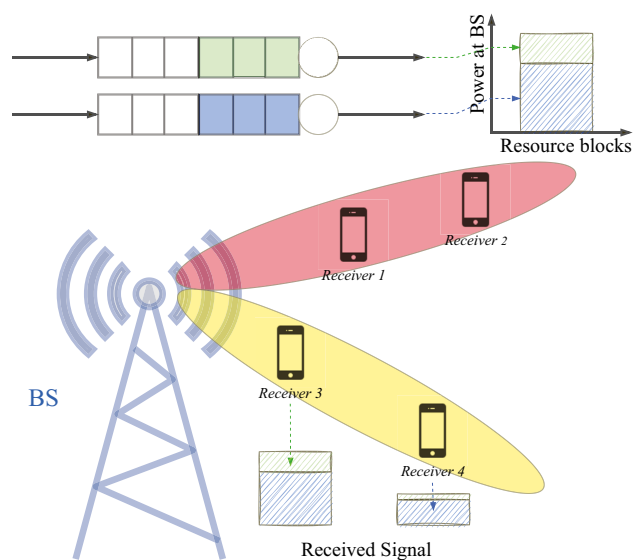 Power at BS
Resource blocks
Receiver 2
Receiver 1
BS
Receiver 3
Receiver 4
Received Signal